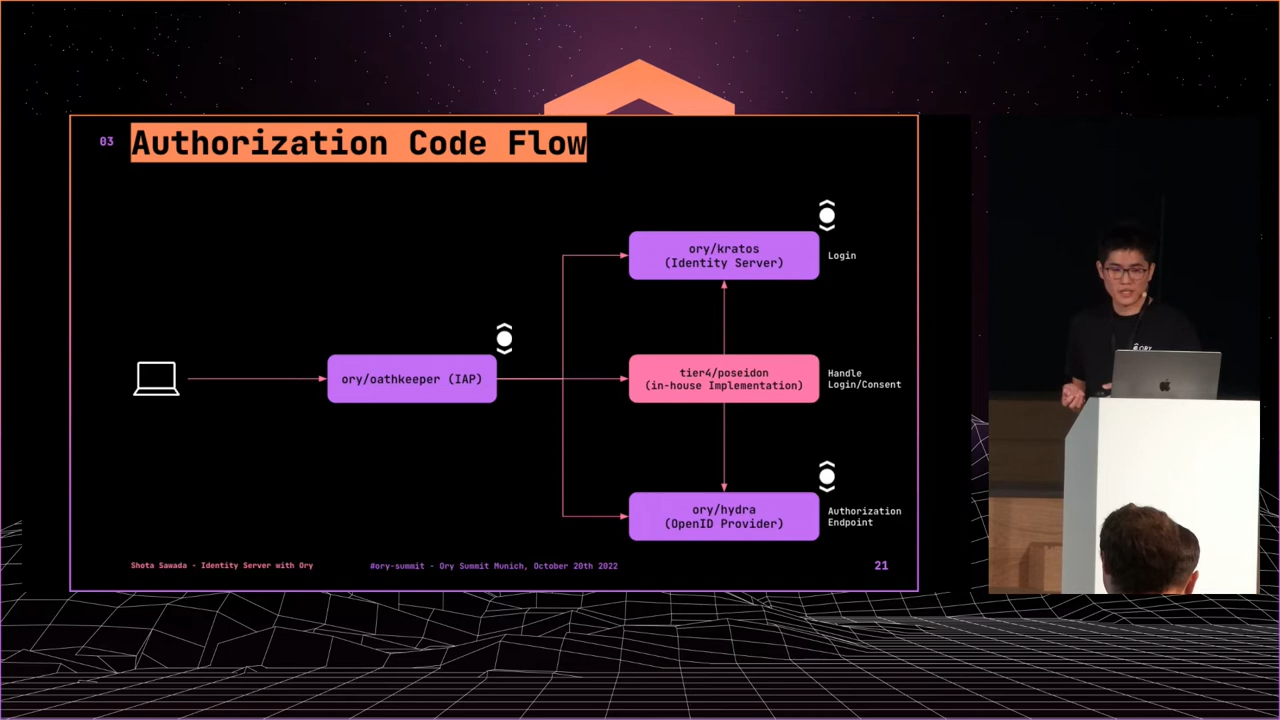 03
Authorization Code Flow
ory/kratos
(Identity Server)
Login
ory/oathkeeper (IAP)
tier4/poseidon
(in-house Implementation)
Handle
Login/Consent
ory/hydra
(OpenID Provider)
Authorization
Endpoint
Shota Sawada - Identity Server with Ory
#ory-summit - Ory Summit Munich, October 20th 2022
21
ORY